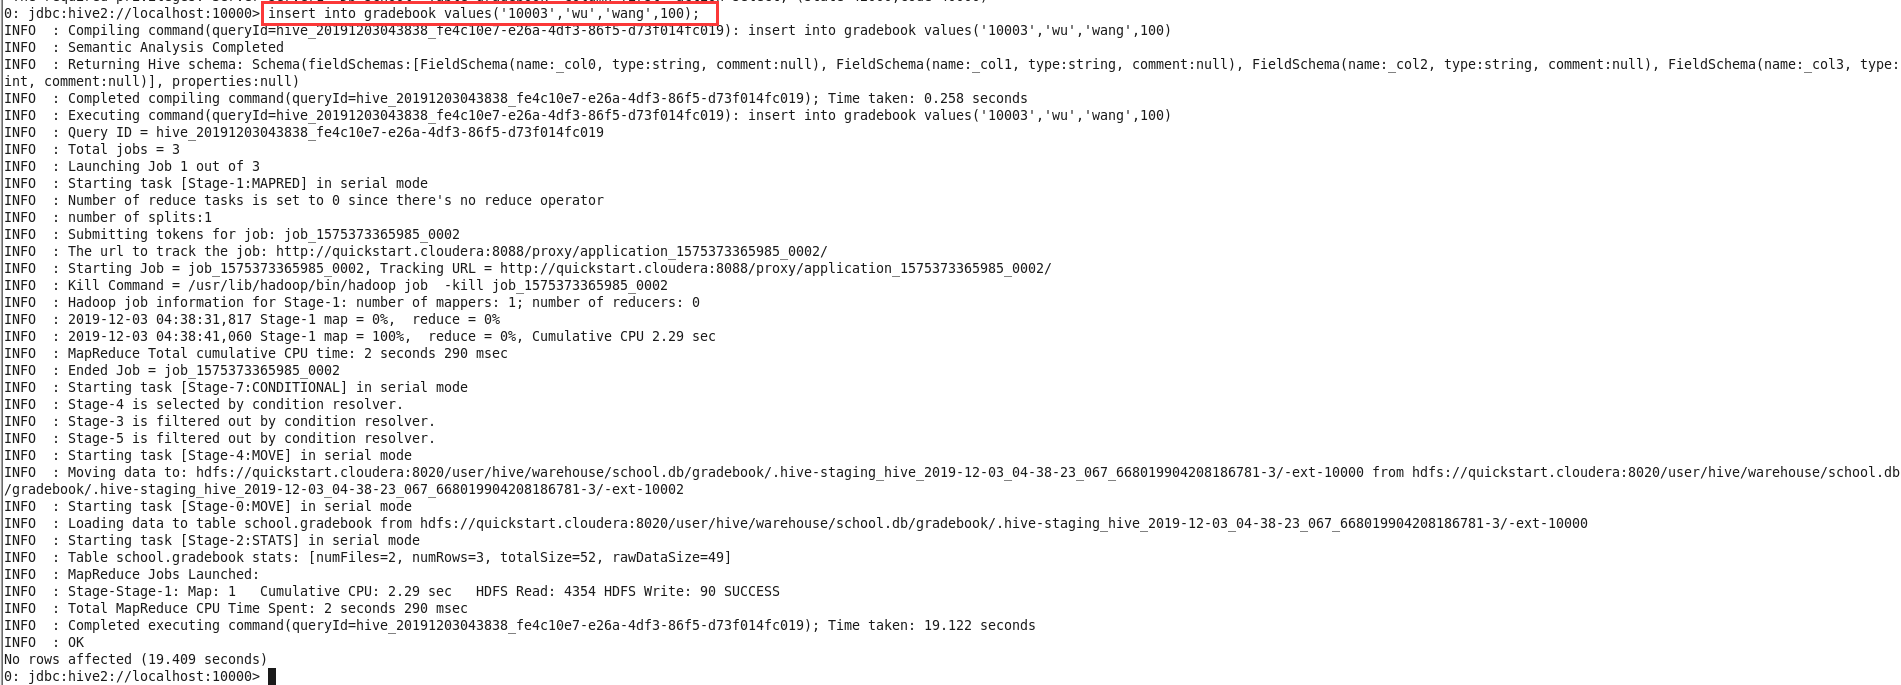 0: jdbc:hive2://localhost:10000> insert into gradebook values('10003','wu','wang',100);
INFO  : Compiling command(queryId=hive_20191203043838_fe4c10e7-e26a-4df3-86f5-d73f014fc019): insert into gradebook values('10003','wu','wang',100)
INFO  : Semantic Analysis Completed
INFO  : Returning Hive schema: Schema(fieldSchemas:[FieldSchema(name:_col0, type:string, comment:null), FieldSchema(name:_col1, type:string, comment:null), FieldSchema(name:_col2, type:string, comment:null), FieldSchema(name:_col3, type:
int, comment:null)], properties:null)
INFO  : Completed compiling command(queryId=hive_20191203043838_fe4c10e7-e26a-4df3-86f5-d73f014fc019); Time taken: 0.258 seconds
INFO  : Executing command(queryId=hive_20191203043838_fe4c10e7-e26a-4df3-86f5-d73f014fc019): insert into gradebook values('10003','wu','wang',100)
INFO  : Query ID = hive_20191203043838_fe4c10e7-e26a-4df3-86f5-d73f014fc019
INFO  : Total jobs = 3
INFO  : Launching Job 1 out of 3
INFO  : Starting task [Stage-1:MAPRED] in serial mode
INFO  : Number of reduce tasks is set to 0 since there's no reduce operator
INFO  : number of splits:1
INFO  : Submitting tokens for job: job_1575373365985_0002
INFO  : The url to track the job: http://quickstart.cloudera:8088/proxy/application_1575373365985_0002/
INFO  : Starting Job = job_1575373365985_0002, Tracking URL = http://quickstart.cloudera:8088/proxy/application_1575373365985_0002/
INFO  : Kill Command = /usr/lib/hadoop/bin/hadoop job  -kill job_1575373365985_0002
INFO  : Hadoop job information for Stage-1: number of mappers: 1; number of reducers: 0
INFO  : 2019-12-03 04:38:31,817 Stage-1 map = 0%,  reduce = 0%
INFO  : 2019-12-03 04:38:41,060 Stage-1 map = 100%,  reduce = 0%, Cumulative CPU 2.29 sec
INFO  : MapReduce Total cumulative CPU time: 2 seconds 290 msec
INFO  : Ended Job = job_1575373365985_0002
INFO  : Starting task [Stage-7:CONDITIONAL] in serial mode
INFO  : Stage-4 is selected by condition resolver.
INFO  : Stage-3 is filtered out by condition resolver.
INFO  : Stage-5 is filtered out by condition resolver.
INFO  : Starting task [Stage-4:MOVE] in serial mode
INFO  : Moving data to: hdfs://quickstart.cloudera:8020/user/hive/warehouse/school.db/gradebook/.hive-staging_hive_2019-12-03_04-38-23_067_668019904208186781-3/-ext-10000 from hdfs://quickstart.cloudera:8020/user/hive/warehouse/school.db
/gradebook/.hive-staging_hive_2019-12-03_04-38-23_067_668019904208186781-3/-ext-10002
INFO  : Starting task [Stage-0:MOVE] in serial mode
INFO  : Loading data to table school.gradebook from hdfs://quickstart.cloudera:8020/user/hive/warehouse/school.db/gradebook/.hive-staging_hive_2019-12-03_04-38-23_067_668019904208186781-3/-ext-10000
INFO  : Starting task [Stage-2:STATS] in serial mode
INFO  : Table school.gradebook stats: [numFiles=2, numRows=3, totalSize=52, rawDataSize=49]
INFO  : MapReduce Jobs Launched:
INFO  : Stage-Stage-1: Map: 1   Cumulative CPU: 2.29 sec   HDFS Read: 4354 HDFS Write: 90 SUCCESS
INFO  : Total MapReduce CPU Time Spent: 2 seconds 290 msec
INFO  : Completed executing command(queryId=hive_20191203043838_fe4c10e7-e26a-4df3-86f5-d73f014fc019); Time taken: 19.122 seconds
INFO  : OK
No rows affected (19.409 seconds)
0: jdbc:hive2://localhost:10000>